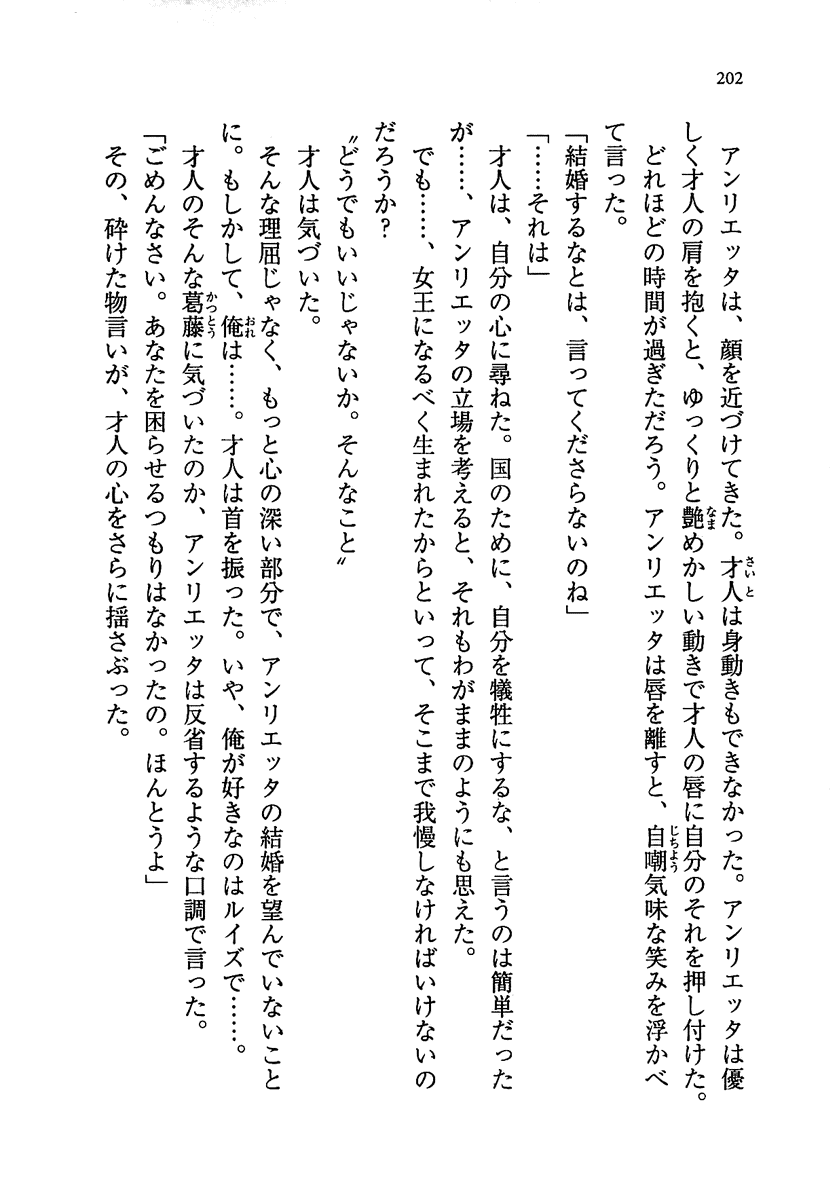 202
アンリエッタは、顔を近づけてきた。才人さいとは身動きもできなかった。アンリエッタは優
しく才人の肩を抱くと、ゆっくりと艶なまめかしい動きで才人の唇に自分のそれを押し付けた。
どれほどの時間が過ぎただろう。アンリエッタは唇を離すと、自嘲じちよう気味な笑みを浮かべ
て言った。
「結婚するなとは、言ってくださらないのね」
「……それは」
才人は、自分の心に尋ねた。国のために、自分を犠牲にするな、と言うのは簡単だった
が……、アンリエッタの立場を考えると、それもわがままのようにも思えた。
でも……、女王になるべく生まれたからといって、そこまで我慢しなければいけないの
だろうか?
〝どうでもいいじゃないか。そんなこと〟
才人は気づいた。
そんな理屈じゃなく、もっと心の深い部分で、アンリエッタの結婚を望んでいないこと
に。もしかして、俺おれは……。才人は首を振った。いや、俺が好きなのはルイズで……。
才人のそんな葛藤かつとうに気づいたのか、アンリエッタは反省するような口調で言った。
「ごめんなさい。あなたを困らせるつもりはなかったの。ほんとうよ」
その、砕けた物言いが、才人の心をさらに揺さぶった。